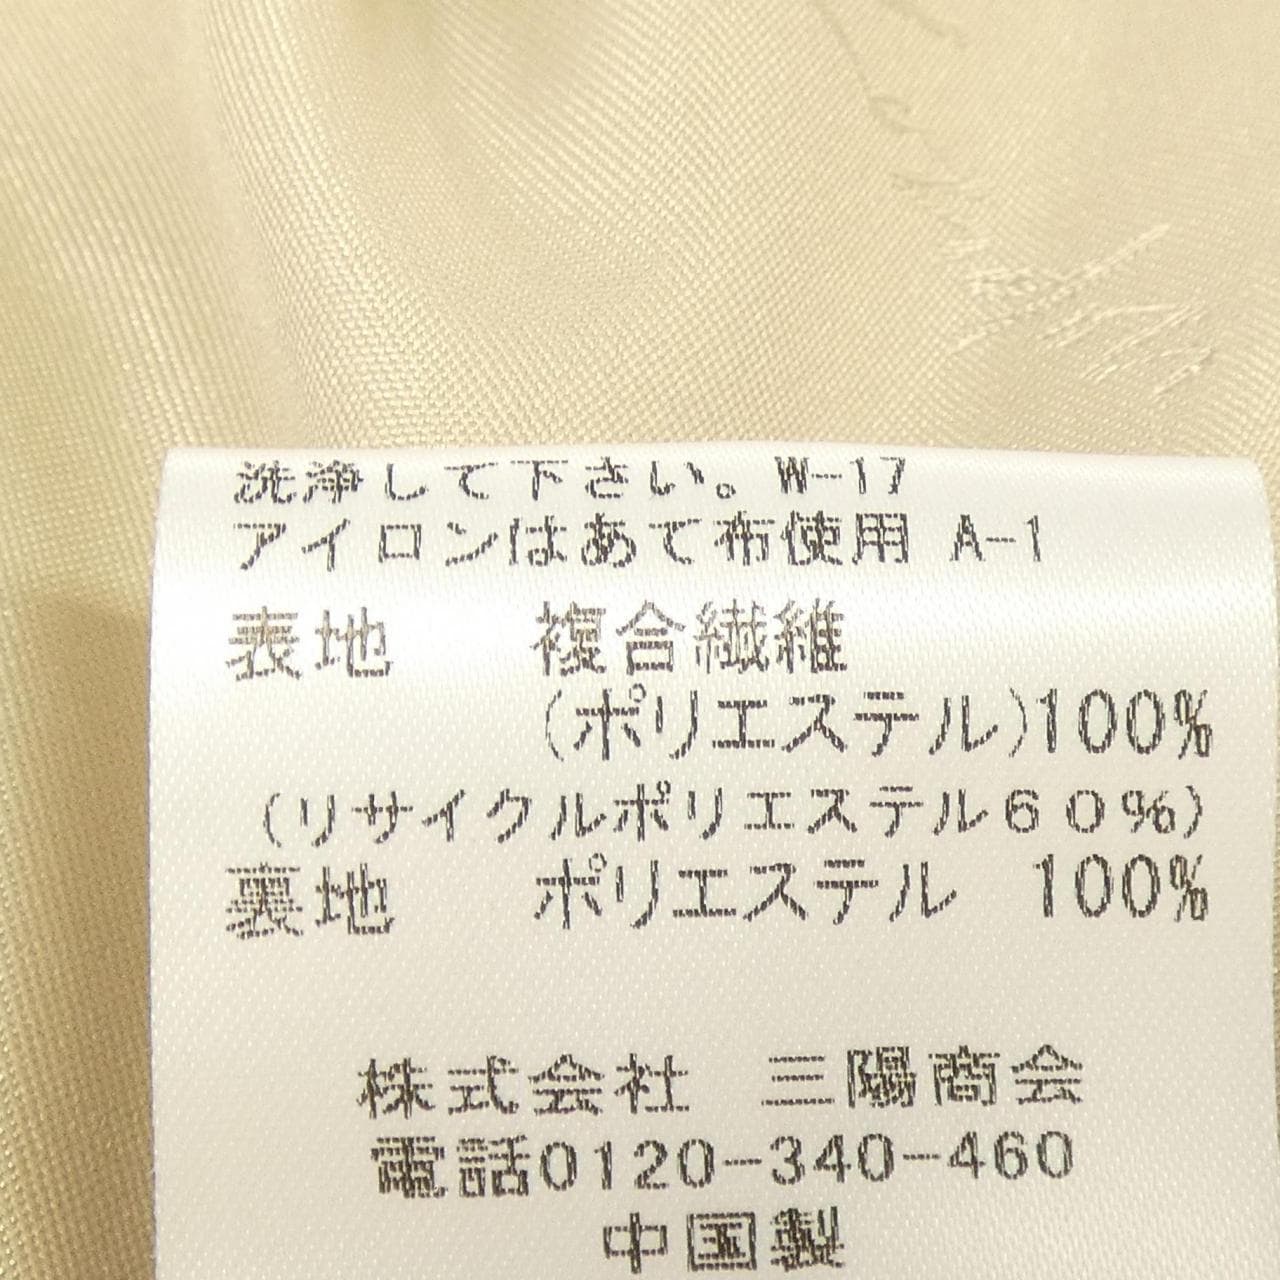 洗浄して下さい。W-17
アイロンはあて布使用 A-1
表地 複合繊維
(ポリエステル)100%
(リサイクルポリエステル60%)
裏地 ポリエステル 100%
株式会社 三陽商会
電話0120-340-460
中国製